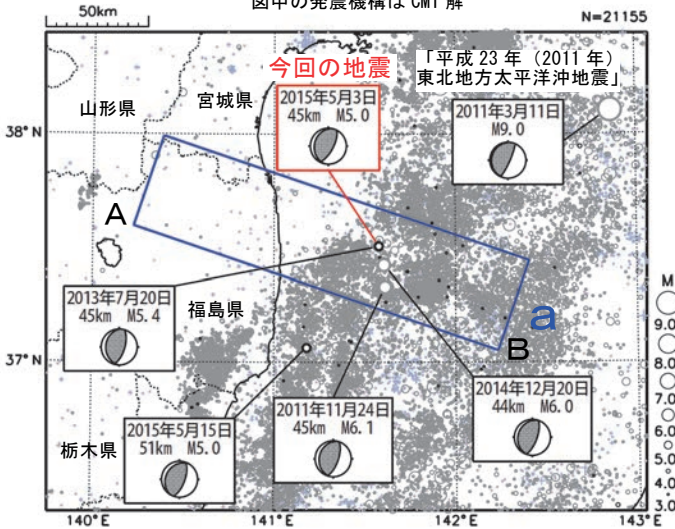 図中の発震機構は CMT 解
50km
N=21155
今回の地震
「平成 23 年（2011 年）
東北地方太平洋沖地震」
山形県
宮城県
2015年5月3日
45km M5.0
2011年3月11日
M9.0
38°N
A
2013年7月20日
45km M5.4
福島県
a
B
M
9.0
8.0
7.0
6.0
5.0
4.0
3.0
37°N
2014年12月20日
44km M6.0
2011年11月24日
45km M6.1
2015年5月15日
51km M5.0
栃木県
140°E
141°E
142°E
143°E